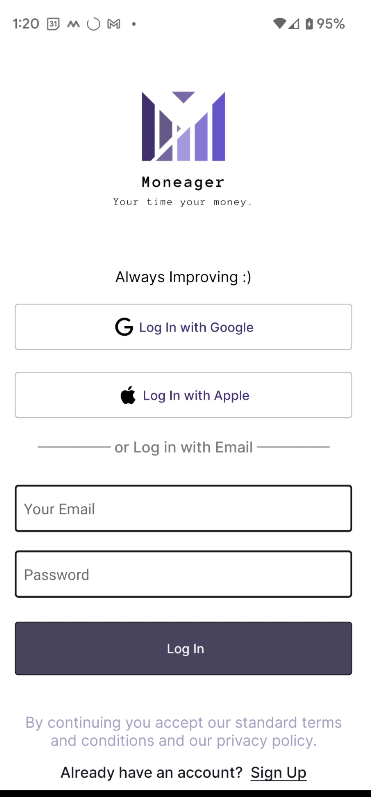 1:20 31 95%
Moneager
Your time your money.
Always Improving :)
Log In with Google
Log In with Apple
or Log in with Email
Your Email
Password
Log In
By continuing you accept our standard terms
and conditions and our privacy policy.
Already have an account? Sign Up